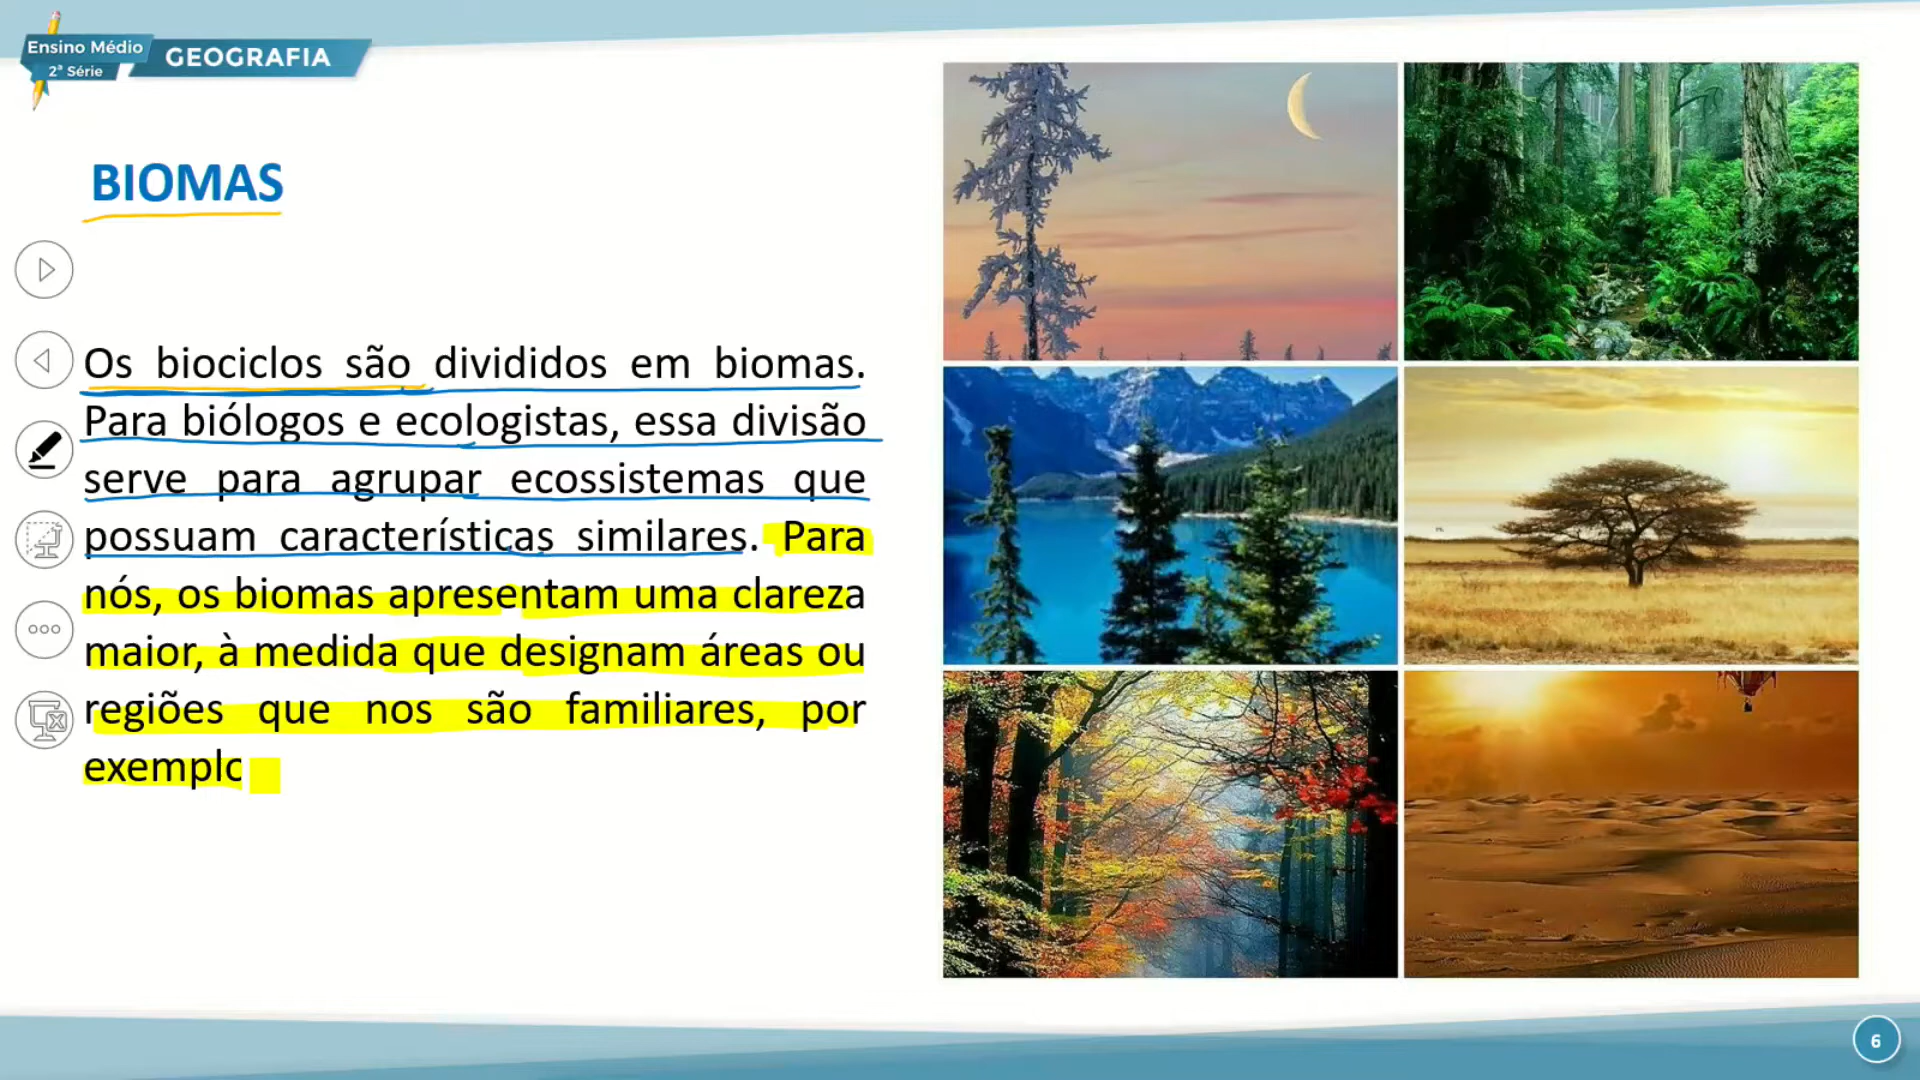 Ensino Médio
2ª Série
GEOGRAFIA
BIOMAS
Os biociclos são divididos em biomas.
Para biólogos e ecologistas, essa divisão
serve para agrupar ecossistemas que
possuam características similares. Para
nós, os biomas apresentam uma clareza
maior, à medida que designam áreas ou
regiões que nos são familiares, por
exemplo
6